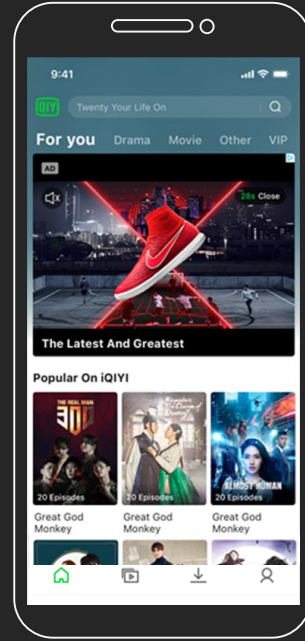 9:41
iQIYI
Twenty Your Life On
For you Drama Movie Other VIP
AD
28s Close
The Latest And Greatest
Popular On iQIYI
THE REAL MAN
300
ALMOST HUMAN
20 Episodes 20 Episodes 20 Episodes
Great God Monkey
Great God Monkey
Great God Monkey